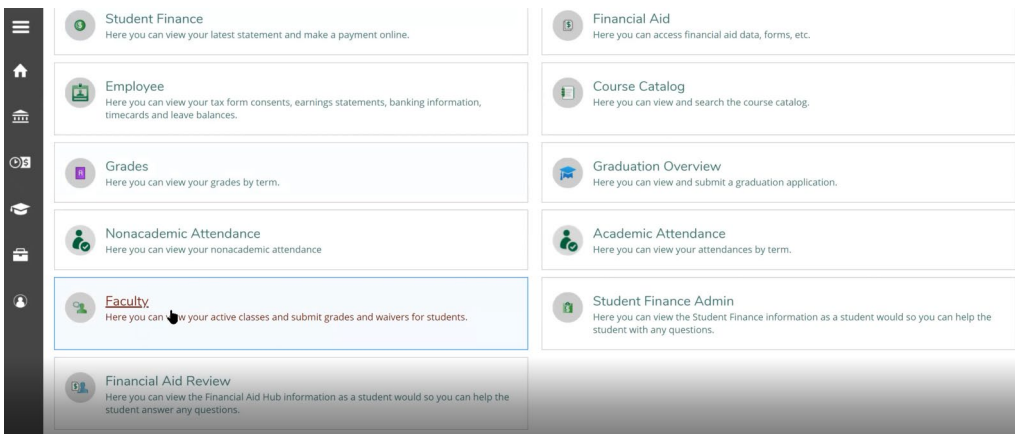 Student Finance
Here you can view your latest statement and make a payment online.
Financial Aid
Here you can access financial aid data, forms, etc.
Employee
Here you can view your tax form consents, earnings statements, banking information,
timecards and leave balances.
Course Catalog
Here you can view and search the course catalog.
Grades
Here you can view your grades by term.
Graduation Overview
Here you can view and submit a graduation application.
Nonacademic Attendance
Here you can view your nonacademic attendance
Academic Attendance
Here you can view your attendances by term.
Faculty
Here you can view your active classes and submit grades and waivers for students.
Student Finance Admin
Here you can view the Student Finance information as a student would so you can help the
student with any questions.
Financial Aid Review
Here you can view the Financial Aid Hub information as a student would so you can help the
student answer any questions.